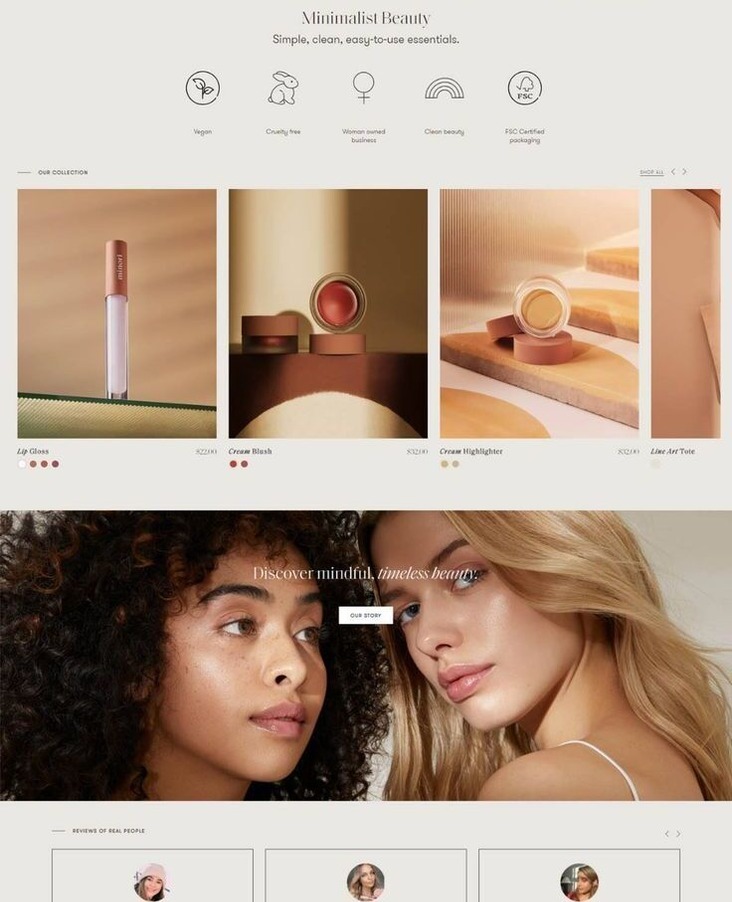 Minimalist Beauty
Simple, clean, easy-to-use essentials.
FSC
Vegan
Cruelty free
Woman owned
business
Clean beauty
FSC Certified
packaging
OUR COLLECTION
SHOP ALL
minori
Lip Gloss
$22.00
Cream Blush
$32.00
Cream Highlighter
$32.00
Line Art Tote
Discover mindful, timeless beauty.
OUR STORY
REVIEWS OF REAL PEOPLE